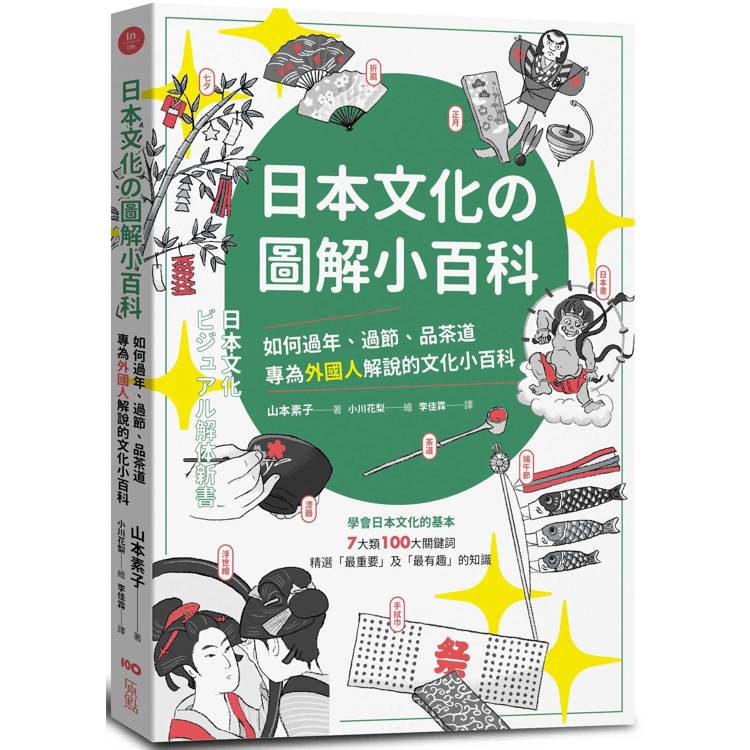 In
life
日本文化の圖解小百科
如何過年、過節、品茶道
專為外國人解說的文化小百科
山本素子——著
小川花梨——繪 李佳霖——譯
原點
七夕
折扇
正月
日本文化の
圖解小百科
日本畫
如何過年、過節、品茶道
專為外國人解說的文化小百科
山本素子——著 小川花梨——繪 李佳霖——譯
日本文化
ビジュアル解体新書
茶道
端午節
漆器
學會日本文化的基本
7大類100大關鍵詞
精選「最重要」及「最有趣」的知識
浮世繪
手拭巾
祭